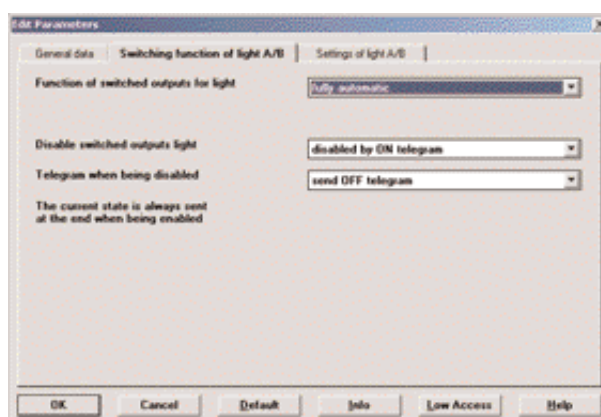 Edit Parameters
General data Switching function of light A/B Settings of light A/B
Function of switched outputs for light fully automatic
Disable switched outputs light disabled by ON telegram
Telegram when being disabled send OFF telegram
The current state is always sent
at the end when being enabled
OK Cancel Default Info Low Access Help